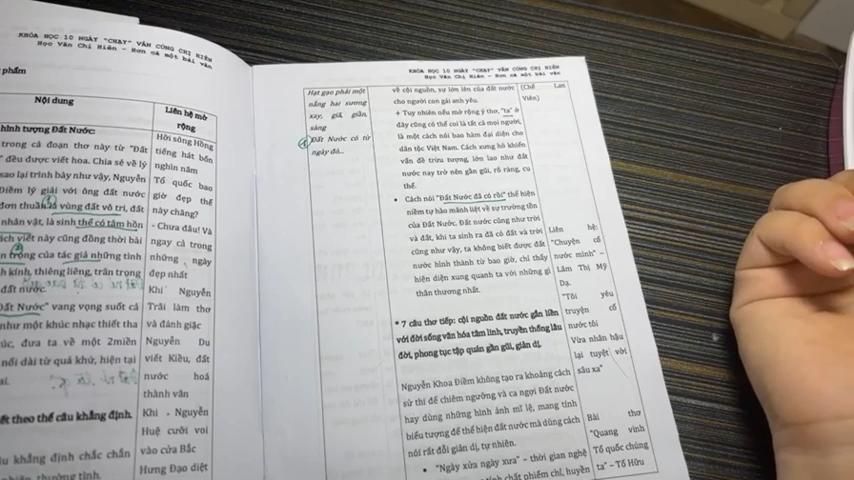 KHÓA HỌC 10 NGÀY "CHẠY" VĂN CÙNG CHỊ HIÊN
Học Văn Chị Hiên – Hơn cả một bài văn
phẩm
Nội dung
Liên hệ mở
rộng
hình tượng Đất Nước:
trong cả đoạn thơ này từ "Đất
" đều được viết hoa. Chia sẻ về lý
sao lại trình bày như vậy, Nguyễn
Điềm lý giải với ông đất nước
đơn thuần là vùng đất vô tri, đất
nhân vật, là sinh thể có tâm hồn
ách viết này cũng đồng thời bài
n trọng của tác giả những tình
h kính, thiêng liêng, trân trọng
đất nước.
Đất Nước" vang vọng suốt cả
như một khúc nhạc thiết tha
úc, đưa ta về một 2miền
nối dài từ quá khứ, hiện tại
ai.
ết theo thể câu khẳng định.
u khẳng định chắc chắn
Hỡi sông Hồng
tiếng hát bốn
nghìn năm
Tổ quốc bao
giờ đẹp thế
này chăng?
- Chưa đâu! Và
ngay cả trong
những ngày
đẹp nhất
Khi Nguyễn
Trãi làm thơ
và đánh giặc
Nguyễn Du
viết Kiều, đất
nước hoá
thành văn
Khi Nguyễn
Huệ cưỡi voi
vào cửa Bắc
Hưng Đạo diệt
KHÓA HỌC 10 NGÀY "CHẠY" VĂN CÙNG CHỊ HIÊN
Học Văn Chị Hiên – Hơn cả một bài văn
Hạt gạo phải một
nắng hai sương
xay, giã, giần,
sàng
Đất Nước có từ
ngày đó...
về cội nguồn, sự lớn lên của đất nước
cho người con gái anh yêu.
+ Tuy nhiên nếu mở rộng ý thơ, "ta" ở
đây cũng có thể coi là tất cả mọi người,
là một cách nói bao hàm đại diện cho
dân tộc Việt Nam. Cách xưng hô khiến
vấn đề trừu tượng, lớn lao như đất
nước nay trở nên gần gũi, rõ ràng, cụ
thể.
• Cách nói "Đất Nước đã có rồi" thể hiện
niềm tự hào mãnh liệt về sự trường tồn
của Đất Nước. Đất nước cũng như trời
và đất, khi ta sinh ra đã có đất và trời
cũng như vậy, ta không biết được đất
nước hình thành từ bao giờ, chỉ thấy
hiện diện xung quanh ta với những gì
thân thương nhất.
* 7 câu thơ tiếp: cội nguồn đất nước gắn liền
với đời sống văn hóa tâm linh, truyền thống lâu
đời, phong tục tập quán gần gũi, giản dị.
Nguyễn Khoa Điềm không tạo ra khoảng cách
sử thi để chiêm ngưỡng và ca ngợi Đất nước
hay dùng những hình ảnh mĩ lệ, mang tính
biểu tượng để thể hiện đất nước mà dùng cách
nói rất đỗi giản dị, tự nhiên.
• "Ngày xửa ngày xưa" – thời gian nghệ
tính chất phiếm chỉ, huyền
(Chế Lan
Viên)
Liên hệ:
"Chuyện cổ
nước mình" –
Lâm Thị Mỹ
Dạ.
"Tôi yêu
truyện cổ
nước tôi
Vừa nhân hậu
lại tuyệt vời
sâu xa"
Bài thơ
"Quang vinh
Tổ quốc chúng
ta" – Tố Hữu